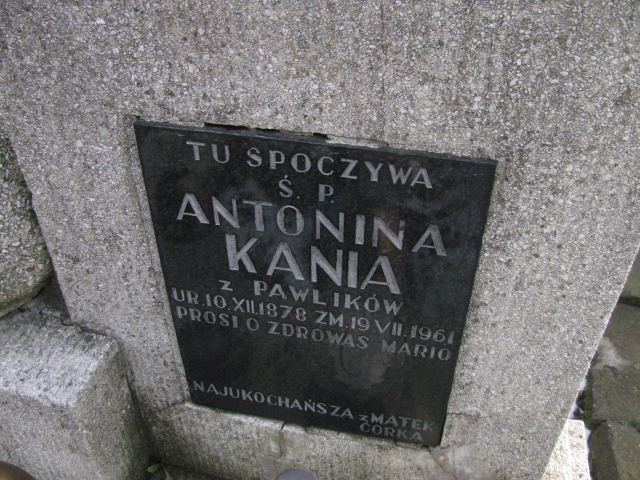 TU SPOCZYWA
Ś. P.
ANTONINA
KANIA
Z PAWLIKÓW
UR.10.XII.1878 ZM.19.VII.1961
PROSI O ZDROWAŚ MARIO
NAJUKOCHAŃSZA z MATEK
CÓRKA